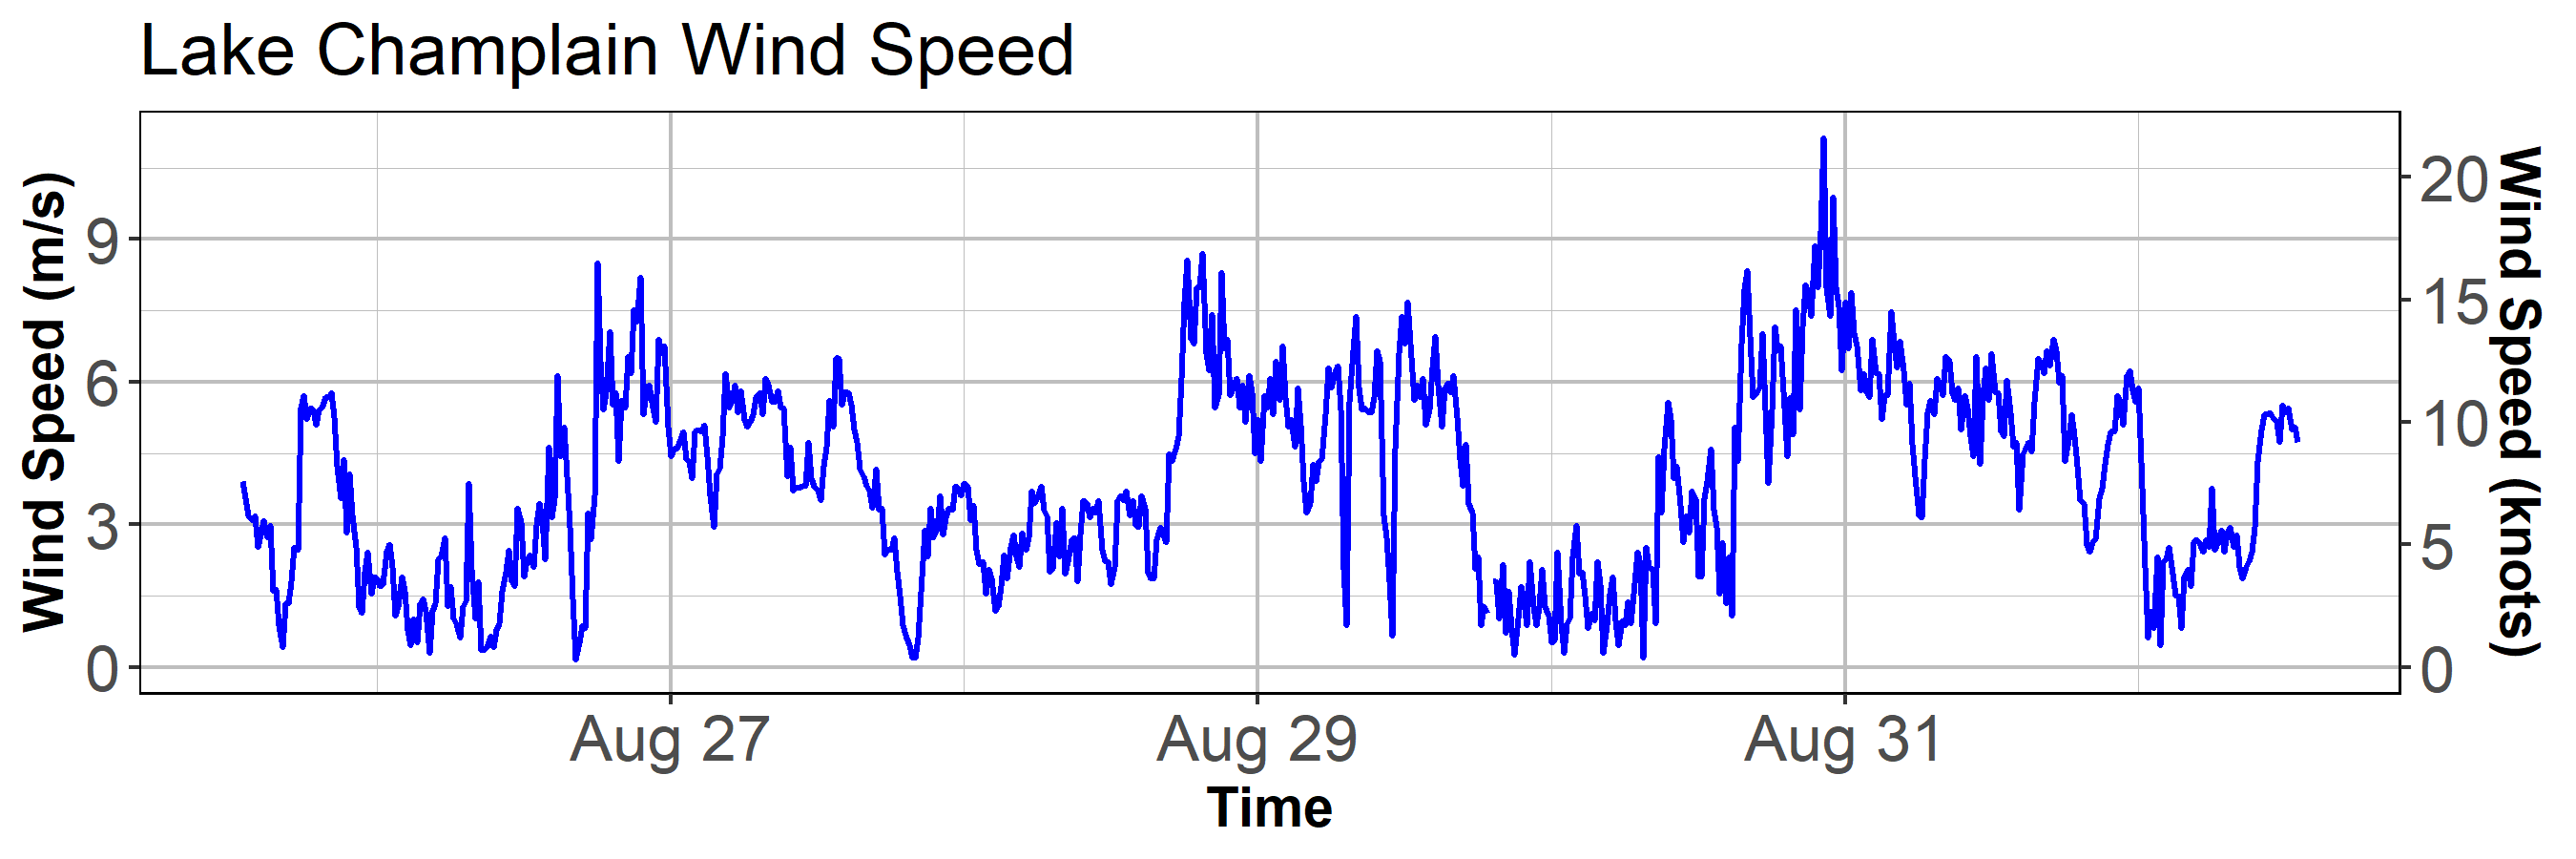 Lake Champlain Wind Speed
Wind Speed (m/s)
9
6
3
0
20
15
10
5
0
Wind Speed (knots)
Aug 27
Aug 29
Aug 31
Time